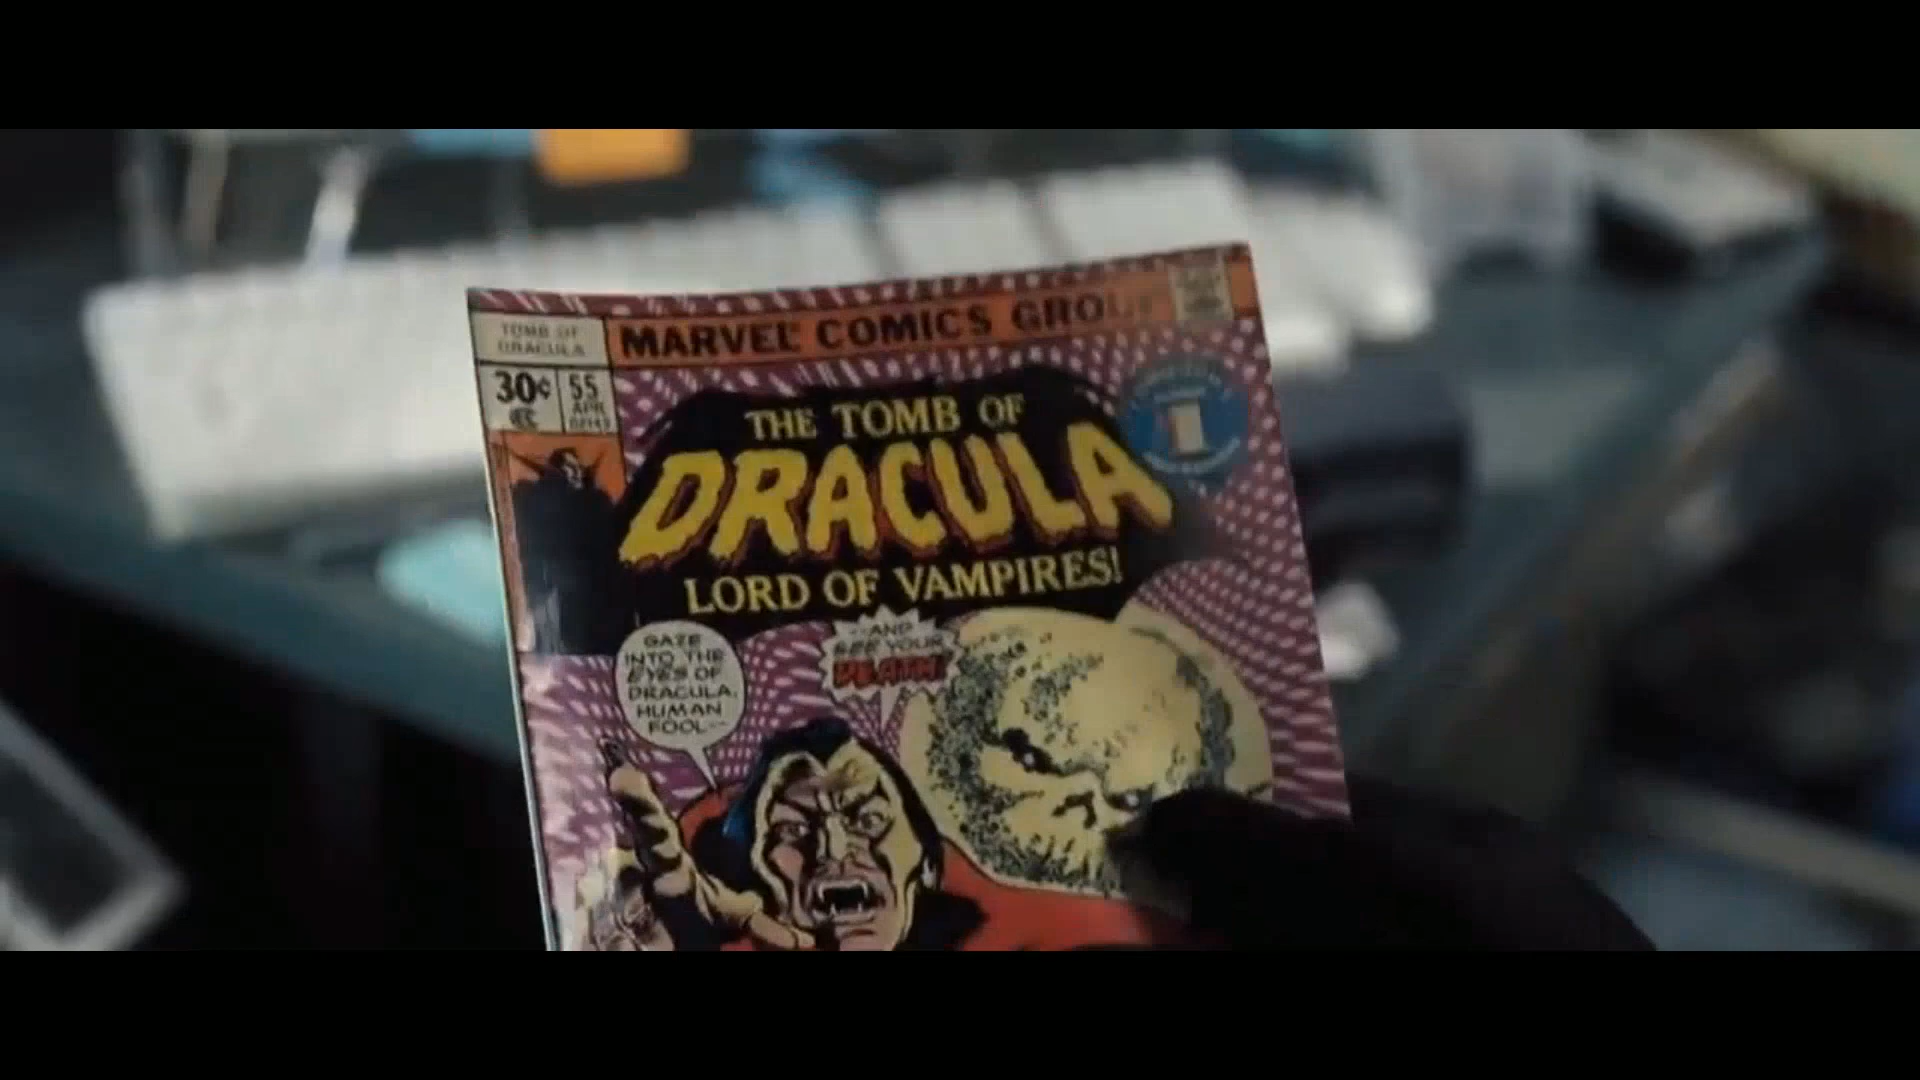 TOMB OF
DRACULA
MARVEL COMICS GROUP
30¢
55
APR
02143
THE TOMB OF
DRACULA
LORD OF VAMPIRES!
GAZE
INTO THE
EYES OF
DRACULA,
HUMAN
FOOL--
--AND
SEE YOUR
DEATH!